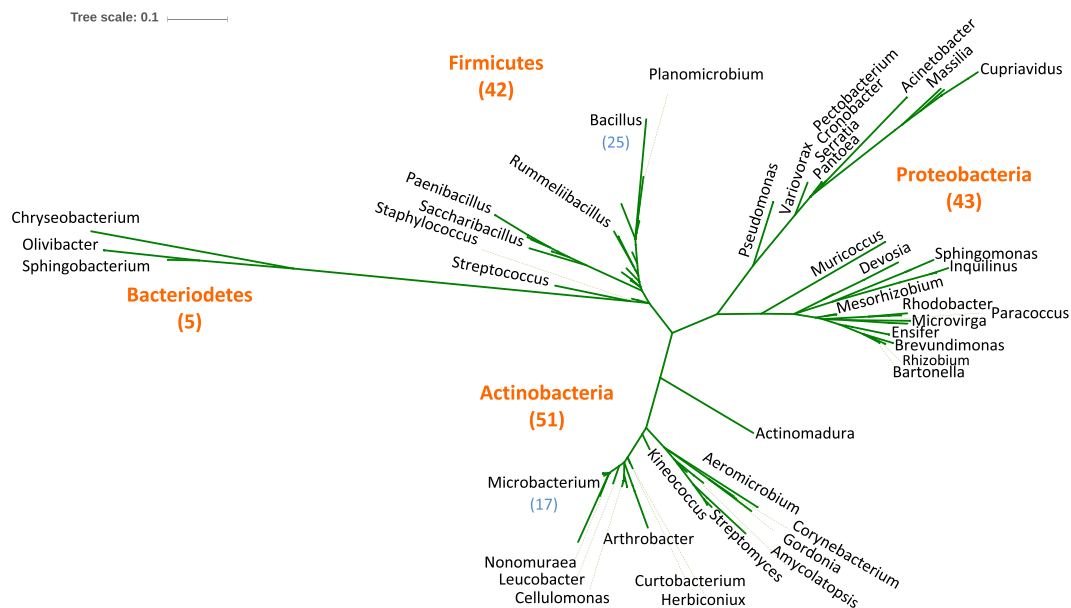 Tree scale: 0.1
Firmicutes
(42)
Planomicrobium
Bacillus
(25)
Rummeliibacillus
Paenibacillus
Saccharibacillus
Staphylococcus
Streptococcus
Chryseobacterium
Olivibacter
Sphingobacterium
Bacteriodetes
(5)
Pseudomonas
Variovorax
Pectobacterium
Cronobacter
Serratia
Pantoea
Acinetobacter
Massilia
Cupriavidus
Proteobacteria
(43)
Muricoccus
Devosia
Sphingomonas
Inquilinus
Mesorhizobium
Rhodobacter
Paracoccus
Microvirga
Ensifer
Brevundimonas
Rhizobium
Bartonella
Actinobacteria
(51)
Actinomadura
Microbacterium
(17)
Kineococcus
Aeromicrobium
Corynebacterium
Gordonia
Amycolatopsis
Streptomyces
Arthrobacter
Nonomuraea
Leucobacter
Cellulomonas
Curtobacterium
Herbiconiux